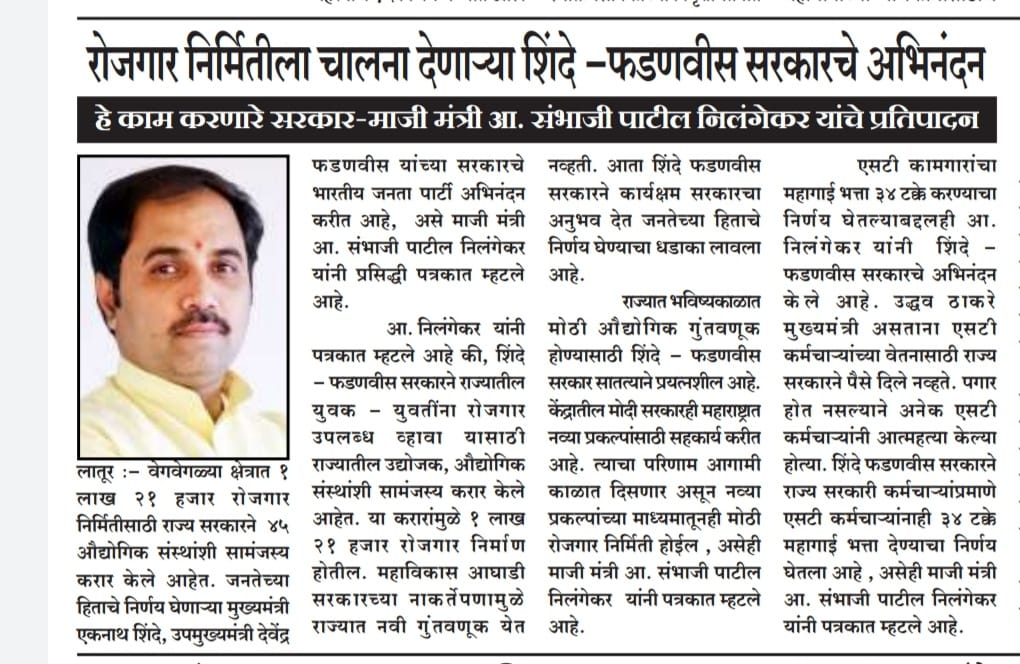 रोजगार निर्मितीला चालना देणाऱ्या शिंदे –फडणवीस सरकारचे अभिनंदन
हे काम करणारे सरकार-माजी मंत्री आ. संभाजी पाटील निलंगेकर यांचे प्रतिपादन
लातूर :– वेगवेगळ्या क्षेत्रात १
लाख २१ हजार रोजगार
निर्मितीसाठी राज्य सरकारने ४५
औद्योगिक संस्थांशी सामंजस्य
करार केले आहेत. जनतेच्या
हिताचे निर्णय घेणाऱ्या मुख्यमंत्री
एकनाथ शिंदे, उपमुख्यमंत्री देवेंद्र
फडणवीस यांच्या सरकारचे
भारतीय जनता पार्टी अभिनंदन
करीत आहे, असे माजी मंत्री
आ. संभाजी पाटील निलंगेकर
यांनी प्रसिद्धी पत्रकात म्हटले
आहे.
आ. निलंगेकर यांनी
पत्रकात म्हटले आहे की, शिंदे
– फडणवीस सरकारने राज्यातील
युवक – युवतींना रोजगार
उपलब्ध व्हावा यासाठी
राज्यातील उद्योजक, औद्योगिक
संस्थांशी सामंजस्य करार केले
आहेत. या करारांमुळे १ लाख
२१ हजार रोजगार निर्माण
होतील. महाविकास आघाडी
सरकारच्या नाकर्तेपणामुळे
राज्यात नवी गुंतवणूक येत
नव्हती. आता शिंदे फडणवीस
सरकारने कार्यक्षम सरकारचा
अनुभव देत जनतेच्या हिताचे
निर्णय घेण्याचा धडाका लावला
आहे.
राज्यात भविष्यकाळात
मोठी औद्योगिक गुंतवणूक
होण्यासाठी शिंदे – फडणवीस
सरकार सातत्याने प्रयत्नशील आहे.
केंद्रातील मोदी सरकारही महाराष्ट्रात
नव्या प्रकल्पांसाठी सहकार्य करीत
आहे. त्याचा परिणाम आगामी
काळात दिसणार असून नव्या
प्रकल्पांच्या माध्यमातूनही मोठी
रोजगार निर्मिती होईल , असेही
माजी मंत्री आ. संभाजी पाटील
निलंगेकर यांनी पत्रकात म्हटले
आहे.
एसटी कामगारांचा
महागाई भत्ता ३४ टक्के करण्याचा
निर्णय घेतल्याबद्दलही आ.
निलंगेकर यांनी शिंदे –
फडणवीस सरकारचे अभिनंदन
केले आहे. उद्धव ठाकरे
मुख्यमंत्री असताना एसटी
कर्मचाऱ्यांच्या वेतनासाठी राज्य
सरकारने पैसे दिले नव्हते. पगार
होत नसल्याने अनेक एसटी
कर्मचाऱ्यांनी आत्महत्या केल्या
होत्या. शिंदे फडणवीस सरकारने
राज्य सरकारी कर्मचाऱ्यांप्रमाणे
एसटी कर्मचाऱ्यांनाही ३४ टक्के
महागाई भत्ता देण्याचा निर्णय
घेतला आहे , असेही माजी मंत्री
आ. संभाजी पाटील निलंगेकर
यांनी पत्रकात म्हटले आहे.